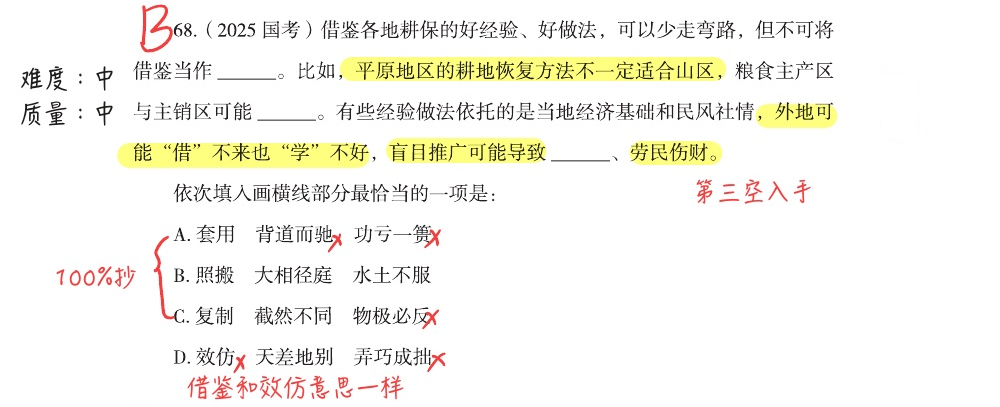 B
68.（2025 国考）借鉴各地耕保的好经验、好做法，可以少走弯路，但不可将
难度：中
借鉴当作 ______。比如，平原地区的耕地恢复方法不一定适合山区，粮食主产区
质量：中
与主销区可能 ______。有些经验做法依托的是当地经济基础和民风社情，外地可
能“借”不来也“学”不好，盲目推广可能导致 ______、劳民伤财。
依次填入画横线部分最恰当的一项是：
第三空入手
A. 套用 背道而驰 功亏一篑
100%抄
B. 照搬 大相径庭 水土不服
C. 复制 截然不同 物极必反
D. 效仿 天差地别 弄巧成拙
借鉴和效仿意思一样